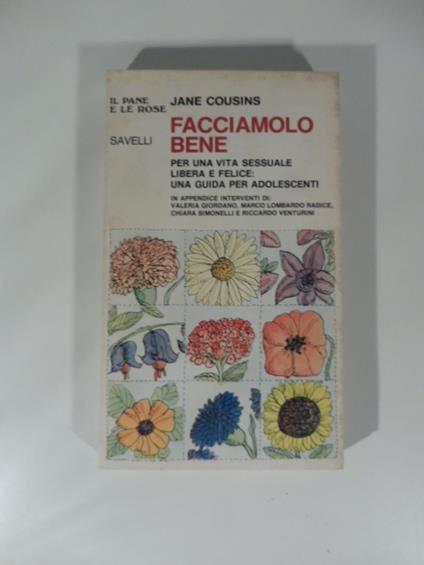 IL PANE
E LE ROSE
JANE COUSINS
SAVELLI
FACCIAMOLO
BENE
PER UNA VITA SESSUALE
LIBERA E FELICE:
UNA GUIDA PER ADOLESCENTI
IN APPENDICE INTERVENTI DI:
VALERIA GIORDANO, MARCO LOMBARDO RADICE,
CHIARA SIMONELLI E RICCARDO VENTURINI